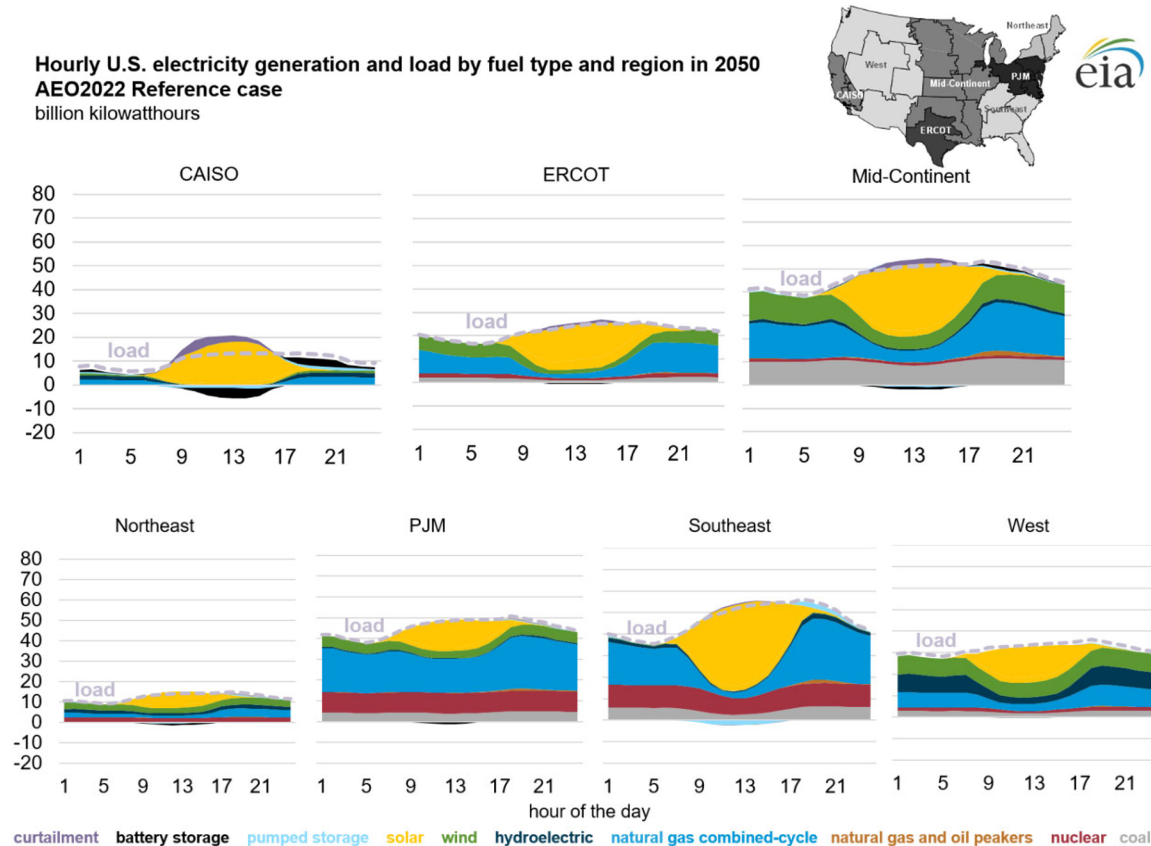 Hourly U.S. electricity generation and load by fuel type and region in 2050
AEO2022 Reference case
billion kilowatthours
Northeast
West
Mid-Continent
PJM
CAISO
Southeast
ERCOT
eia
CAISO
ERCOT
Mid-Continent
80
70
60
50
40
30
20
10
0
-10
-20
load
load
load
1 5 9 13 17 21
1 5 9 13 17 21
1 5 9 13 17 21
Northeast
PJM
Southeast
West
80
70
60
50
40
30
20
10
0
-10
-20
load
load
load
load
1 5 9 13 17 21
1 5 9 13 17 21
1 5 9 13 17 21
1 5 9 13 17 21
hour of the day
curtailment battery storage pumped storage solar wind hydroelectric natural gas combined-cycle natural gas and oil peakers nuclear coal